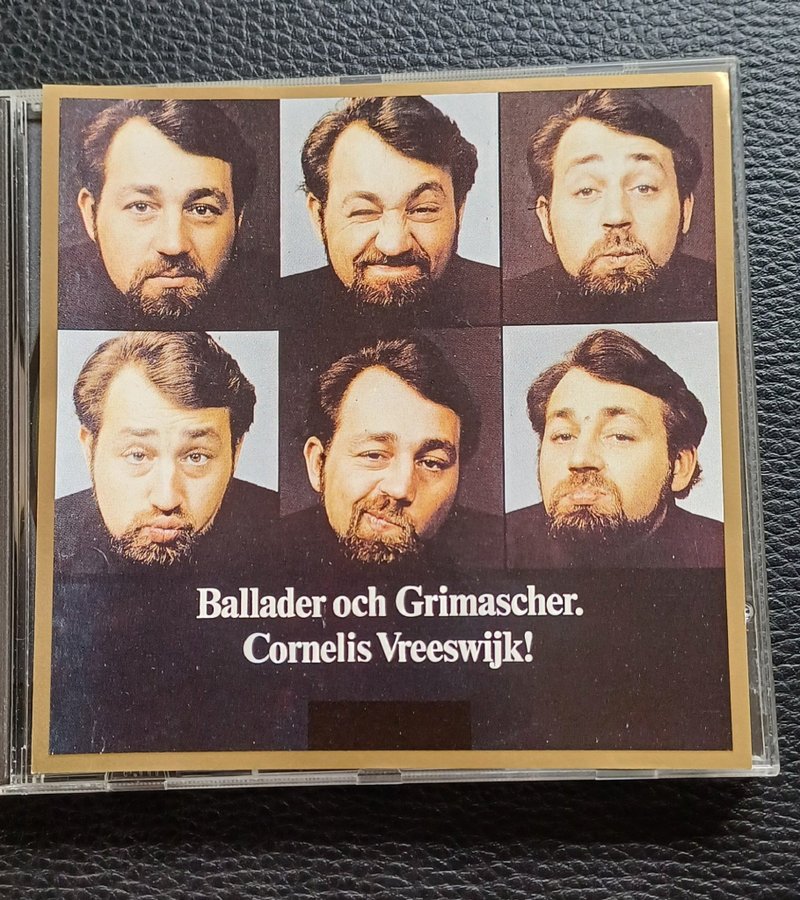 Ballader och Grimascher.
Cornelis Vreeswijk!